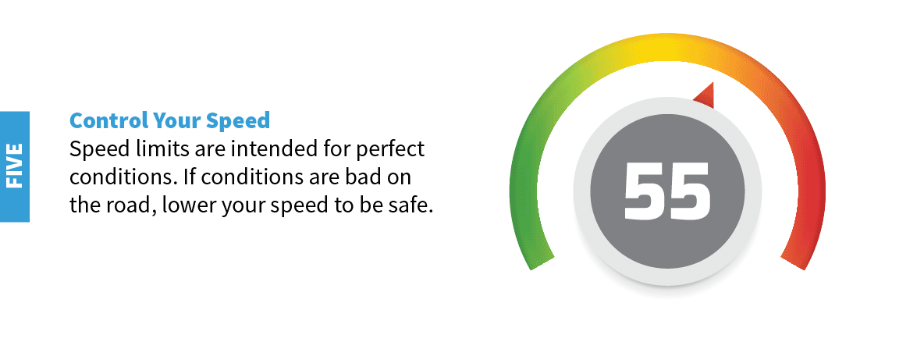 FIVE
Control Your Speed
Speed limits are intended for perfect
conditions. If conditions are bad on
the road, lower your speed to be safe.
55